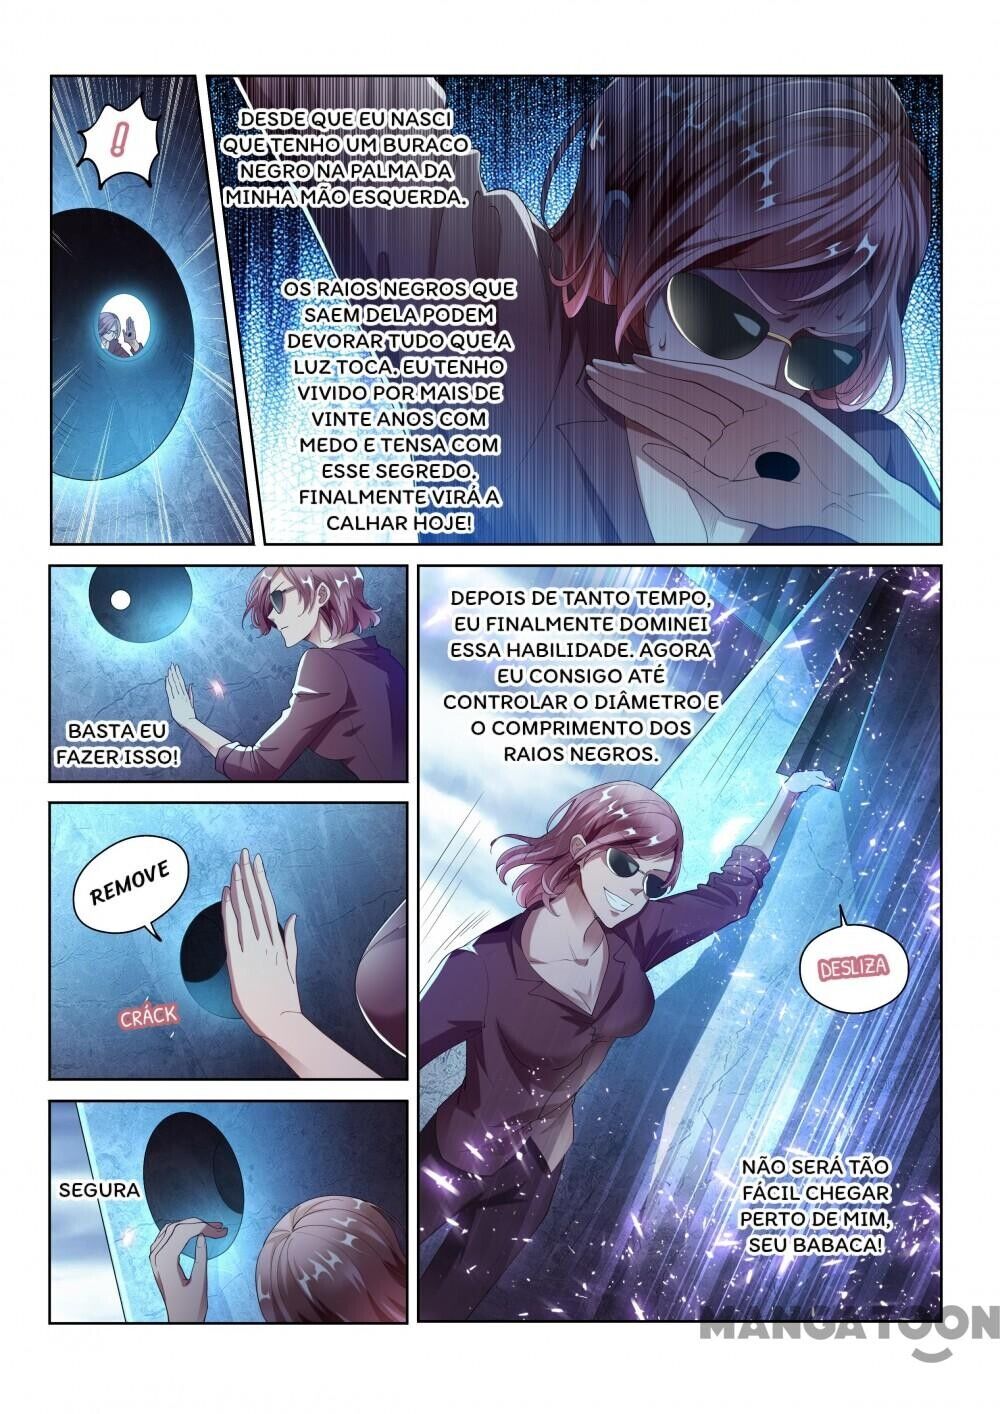 !
DESDE QUE EU NASCI
QUE TENHO UM BURACO
NEGRO NA PALMA DA
MINHA MÃO ESQUERDA.
OS RAIOS NEGROS QUE
SAEM DELA PODEM
DEVORAR TUDO QUE A
LUZ TOCA. EU TENHO
VIVIDO POR MAIS DE
VINTE ANOS COM
MEDO E TENSA COM
ESSE SEGREDO.
FINALMENTE VIRÁ A
CALHAR HOJE!
BASTA EU
FAZER ISSO!
REMOVE
CRÁCK
SEGURA
DEPOIS DE TANTO TEMPO,
EU FINALMENTE DOMINEI
ESSA HABILIDADE. AGORA
EU CONSIGO ATÉ
CONTROLAR O DIÂMETRO E
O COMPRIMENTO DOS
RAIOS NEGROS.
DESLIZA
NÃO SERÁ TÃO
FÁCIL CHEGAR
PERTO DE MIM,
SEU BABACA!
MANGATOON